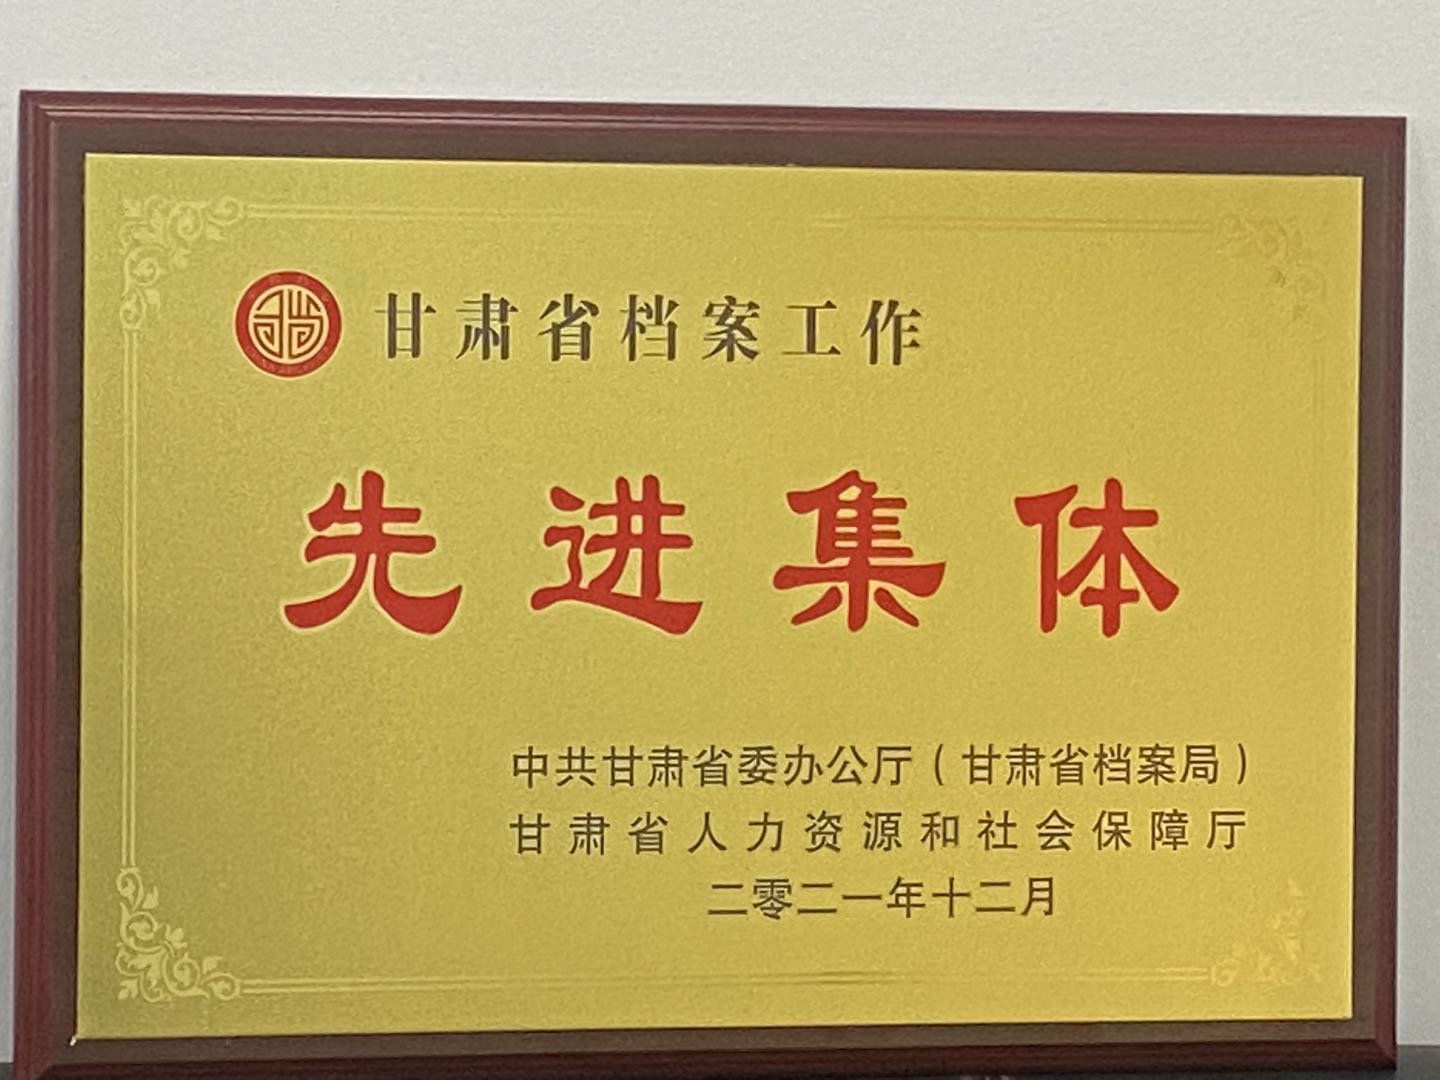 甘肃省档案工作
先进集体
中共甘肃省委办公厅（甘肃省档案局）
甘肃省人力资源和社会保障厅
二零二一年十二月